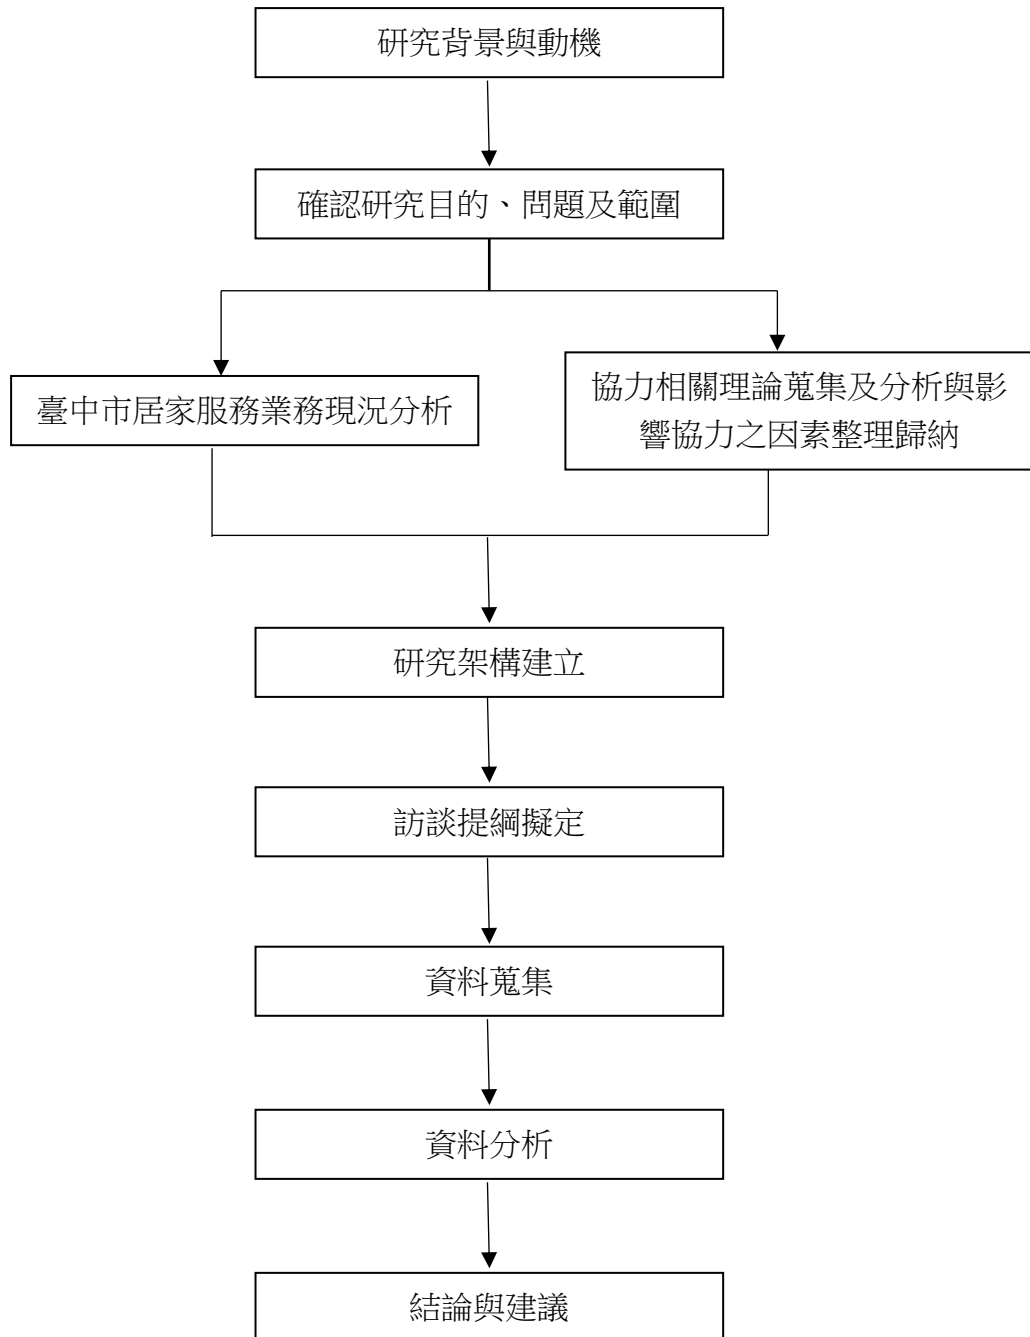 研究背景與動機
確認研究目的、問題及範圍
臺中市居家服務業務現況分析
協力相關理論蒐集及分析與影
響協力之因素整理歸納
研究架構建立
訪談提綱擬定
資料蒐集
資料分析
結論與建議